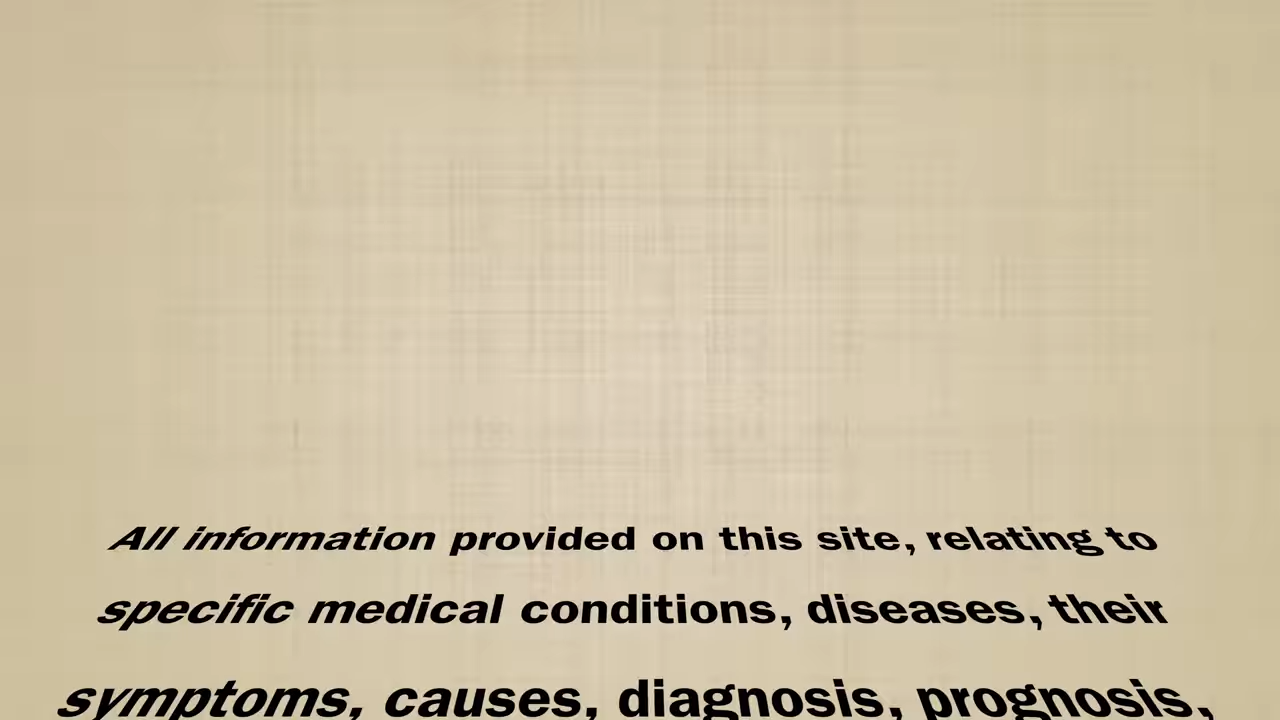 All information provided on this site, relating to
specific medical conditions, diseases, their
symptoms, causes, diagnosis, prognosis,